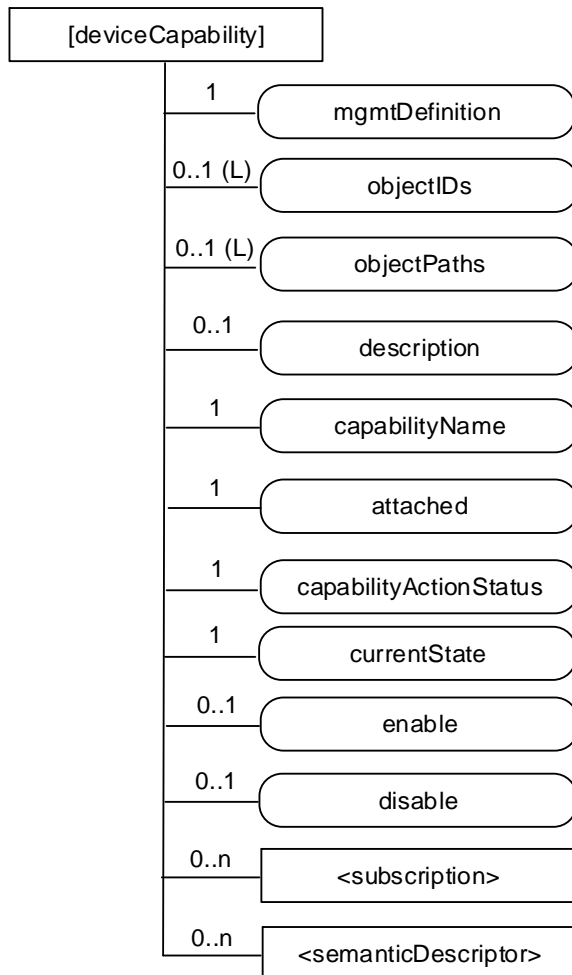 [deviceCapability]
1
mgmtDefinition
0..1 (L)
objectIDs
0..1 (L)
objectPaths
0..1
description
1
capabilityName
1
attached
1
capabilityActionStatus
1
currentState
0..1
enable
0..1
disable
0..n
<subscription>
0..n
<semanticDescriptor>